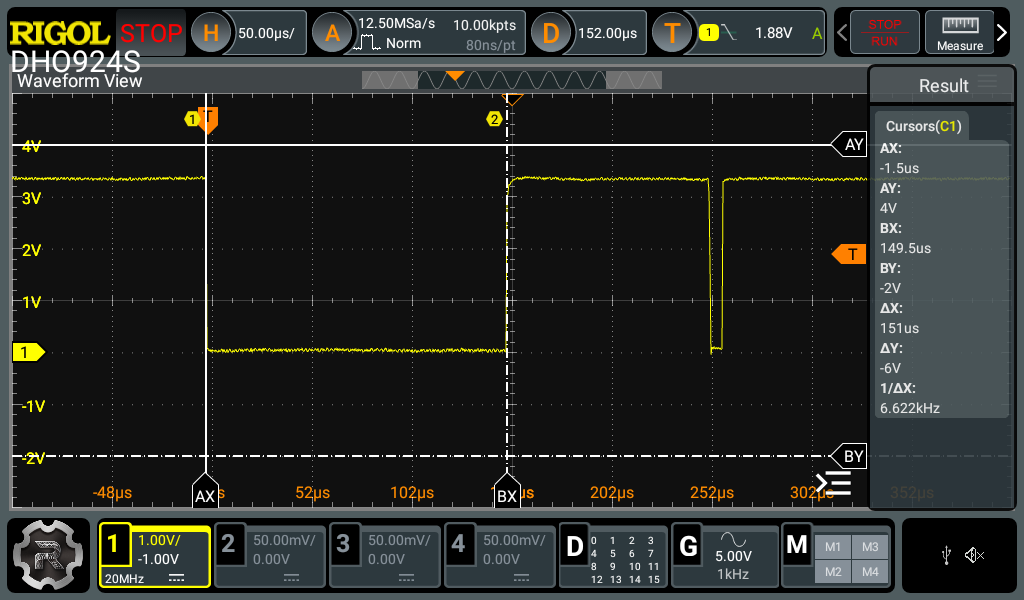 RIGOL STOP H 50.00µs/ A 12.50MSa/s 10.00kpts D 152.00µs T 1 1.88V A STOP
Norm 80ns/pt RUN Measure
DHO924S
Waveform View
Result
1 T 2
Cursors(C1)
4V AY
AX:
-1.5us
AY:
3V
4V
BX:
2V T
-48µs
BY:
-2V
1V
ΔX:
151us
1
ΔY:
-6V
-1V
1/ΔX:
6.622kHz
-2V BY
-48µs AX 52µs 102µs BX 202µs 252µs 302µs 352µs
1 1.00V/ 2 50.00mV/ 3 50.00mV/ 4 50.00mV/ D 0 1 2 3 G 5.00V M M1 M3
-1.00V 0.00V 0.00V 0.00V 4 5 6 7 1kHz M2 M4
20MHz 8 9 10 11
12 13 14 15